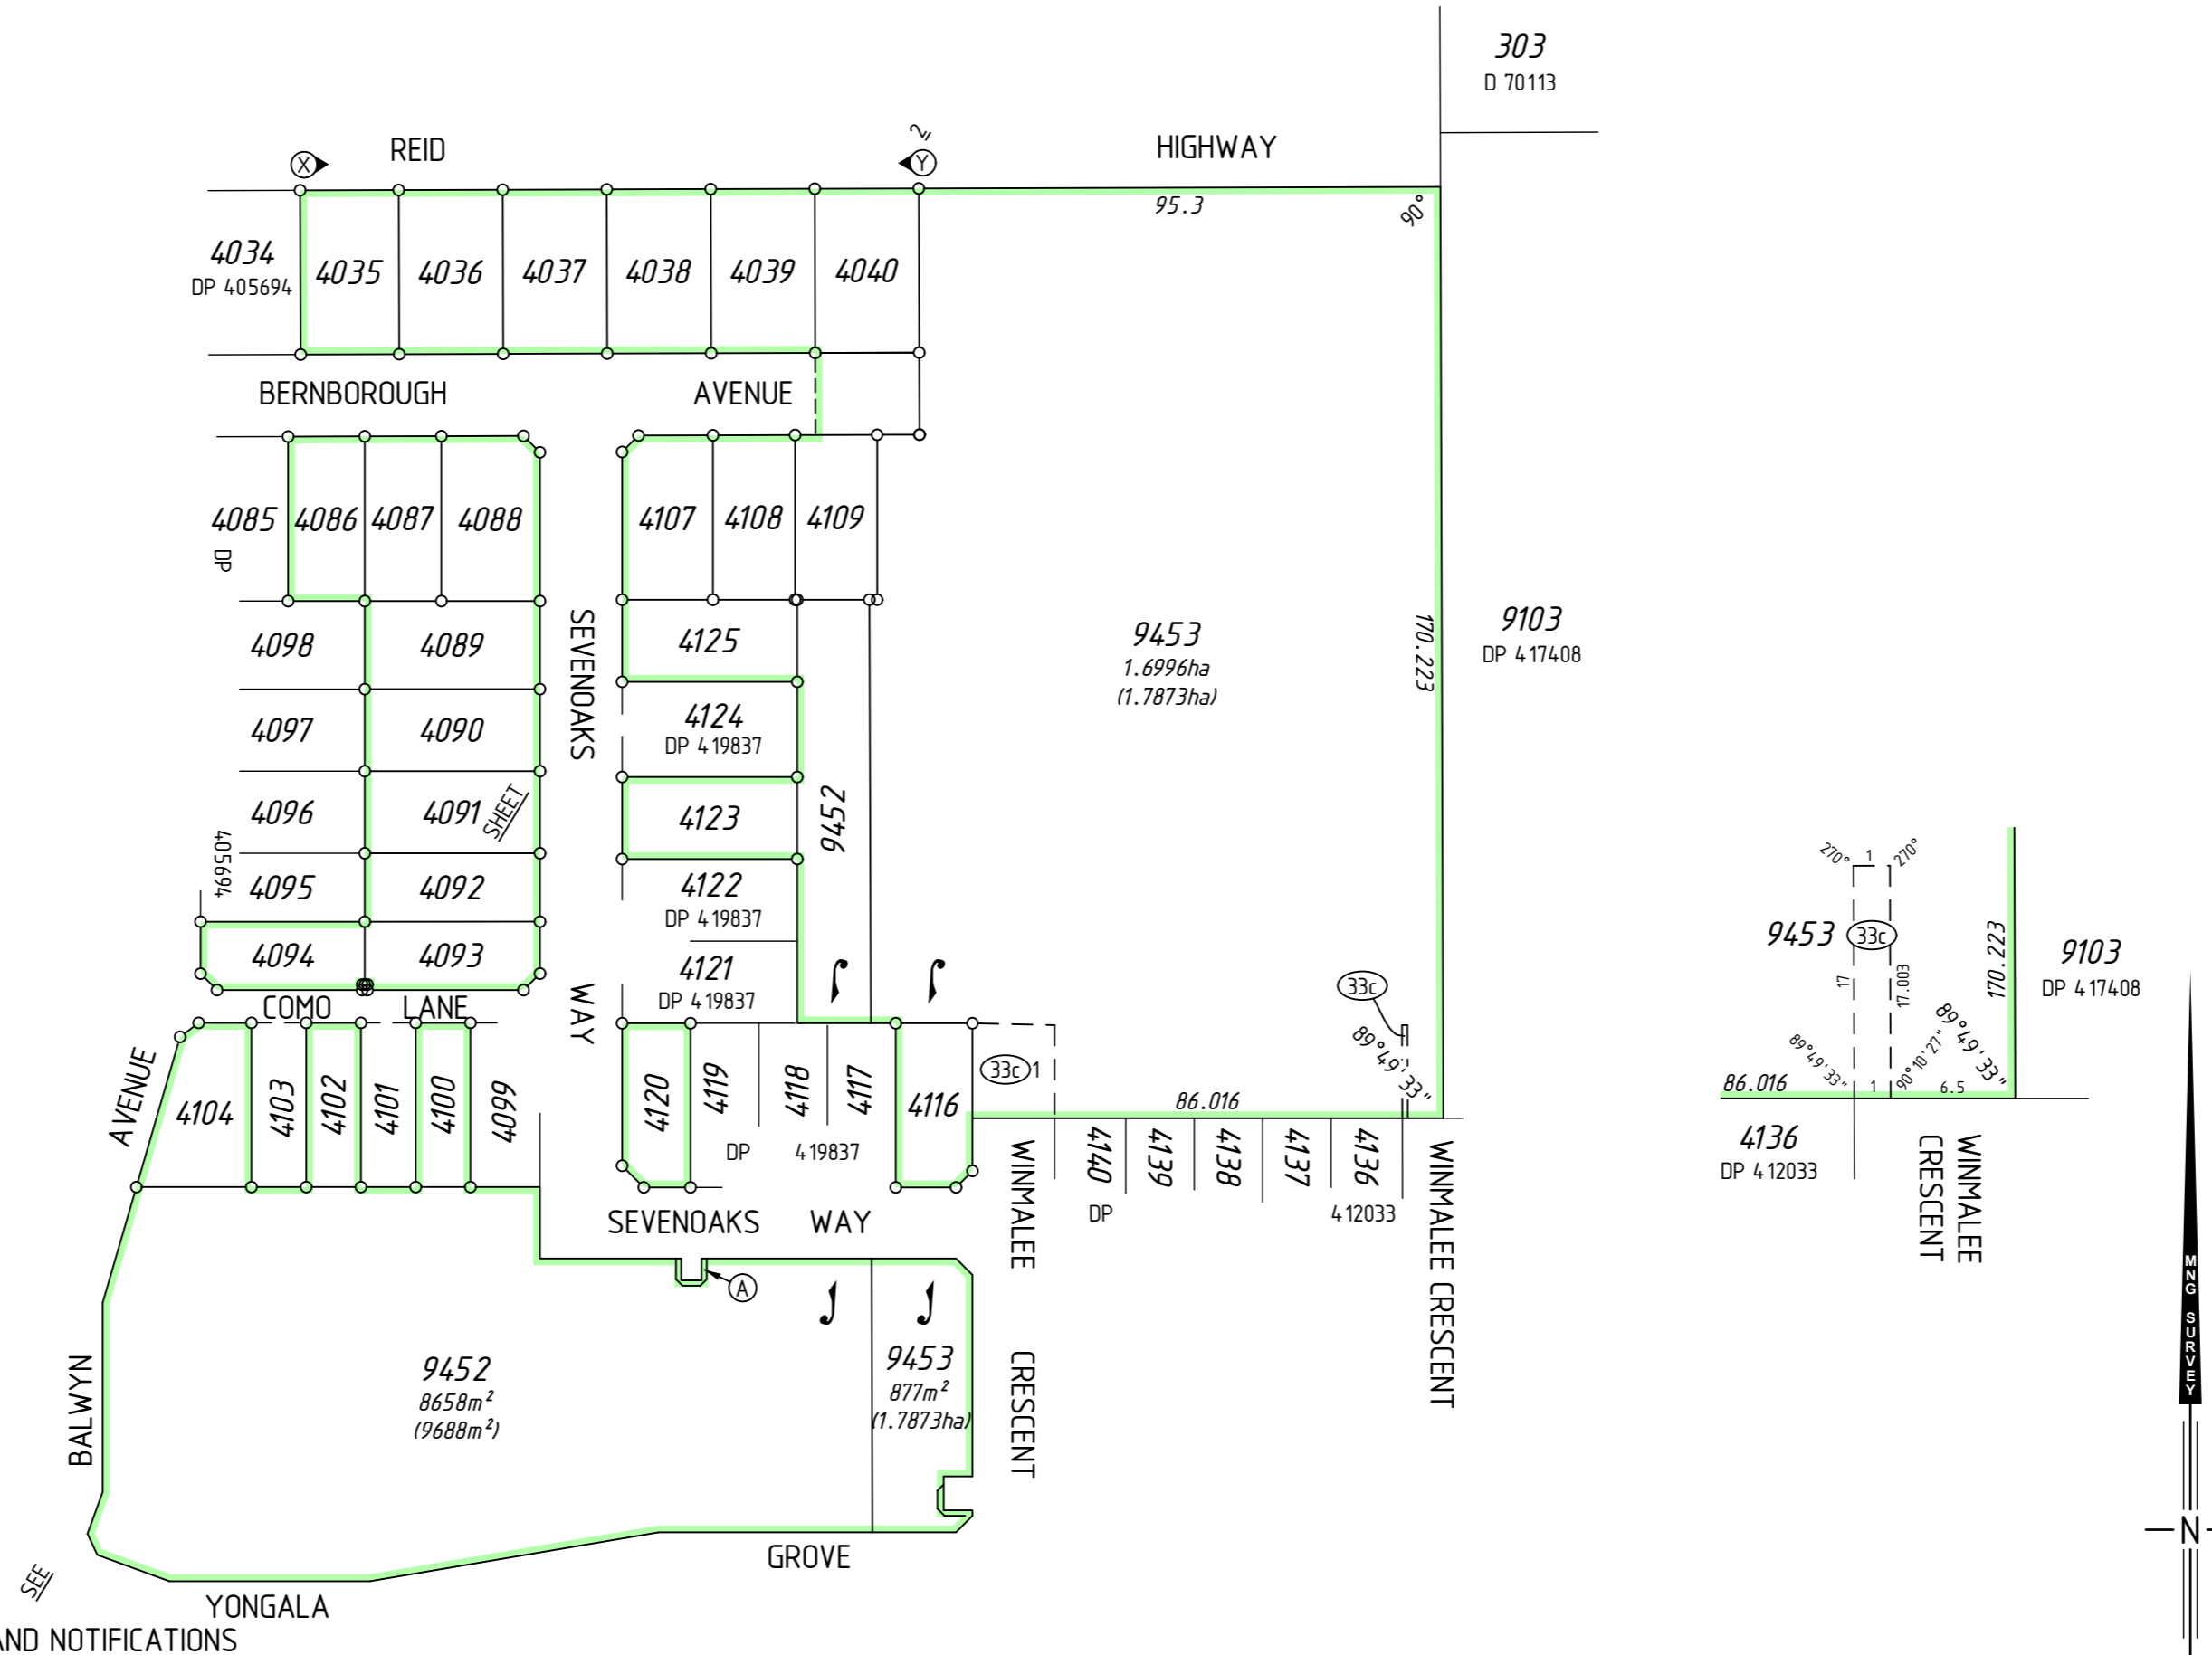 303
D 70113
X
REID
2
Y
HIGHWAY
95.3
90°
4034
DP 405694
4035
4036
4037
4038
4039
4040
BERNBOROUGH
AVENUE
4085
DP
4086
4087
4088
4107
4108
4109
SEVENOAKS
WAY
4098
4089
4125
9453
1.6996ha
(1.7873ha)
170.223
9103
DP 417408
4097
4090
4124
DP 419837
4096
4091
SHEET
4123
9452
405694
4095
4092
4122
DP 419837
4094
4093
4121
DP 419837
COMO
LANE
33c
89°49'33"
AVENUE
4104
4103
4102
4101
4100
4099
4120
4119
4118
4117
4116
33c 1
86.016
DP
419837
WINMALEE
CRESCENT
4140
4139
4138
4137
4136
DP
412033
WINMALEE CRESCENT
SEVENOAKS
WAY
A
BALWYN
9452
8658m²
(9688m²)
9453
877m²
(1.7873ha)
GROVE
YONGALA
SEE
AND NOTIFICATIONS
270°
1
270°
9453
33c
17
17.003
170.223
9103
DP 417408
89°49'33"
90°10'27"
89°49'33"
86.016
1
6.5
4136
DP 412033
WINMALEE
CRESCENT
MNG SURVEY
N